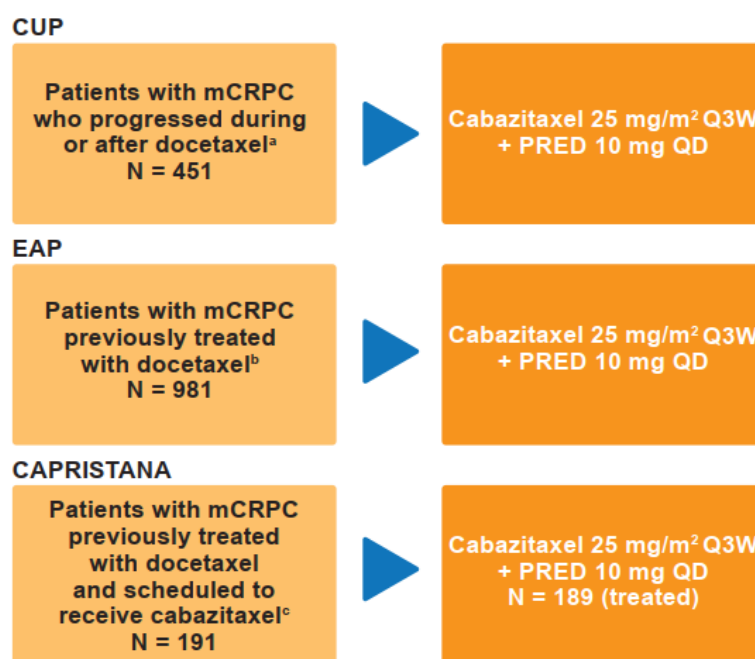 CUP
Patients with mCRPC
who progressed during
or after docetaxelᵃ
N = 451
Cabazitaxel 25 mg/m² Q3W
+ PRED 10 mg QD
EAP
Patients with mCRPC
previously treated
with docetaxelᵇ
N = 981
Cabazitaxel 25 mg/m² Q3W
+ PRED 10 mg QD
CAPRISTANA
Patients with mCRPC
previously treated
with docetaxel
and scheduled to
receive cabazitaxelᶜ
N = 191
Cabazitaxel 25 mg/m² Q3W
+ PRED 10 mg QD
N = 189 (treated)